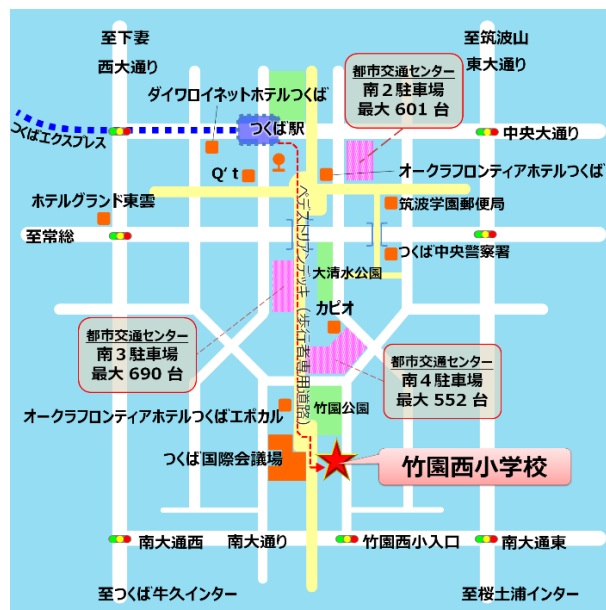 至下妻
西大通り
至筑波山
東大通り
都市交通センター
南２駐車場
最大 601 台
ダイワロイネットホテルつくば
つくばエクスプレス
つくば駅
中央大通り
Q't
オークラフロンティアホテルつくば
ホテルグランド東雲
筑波学園郵便局
至常総
つくば中央警察署
ペデストリアンデッキ（歩行者専用道路）
大清水公園
カピオ
都市交通センター
南３駐車場
最大 690 台
都市交通センター
南４駐車場
最大 552 台
オークラフロンティアホテルつくばエポカル
竹園公園
つくば国際会議場
竹園西小学校
南大通西
南大通り
竹園西小入口
南大通東
至つくば牛久インター
至桜土浦インター